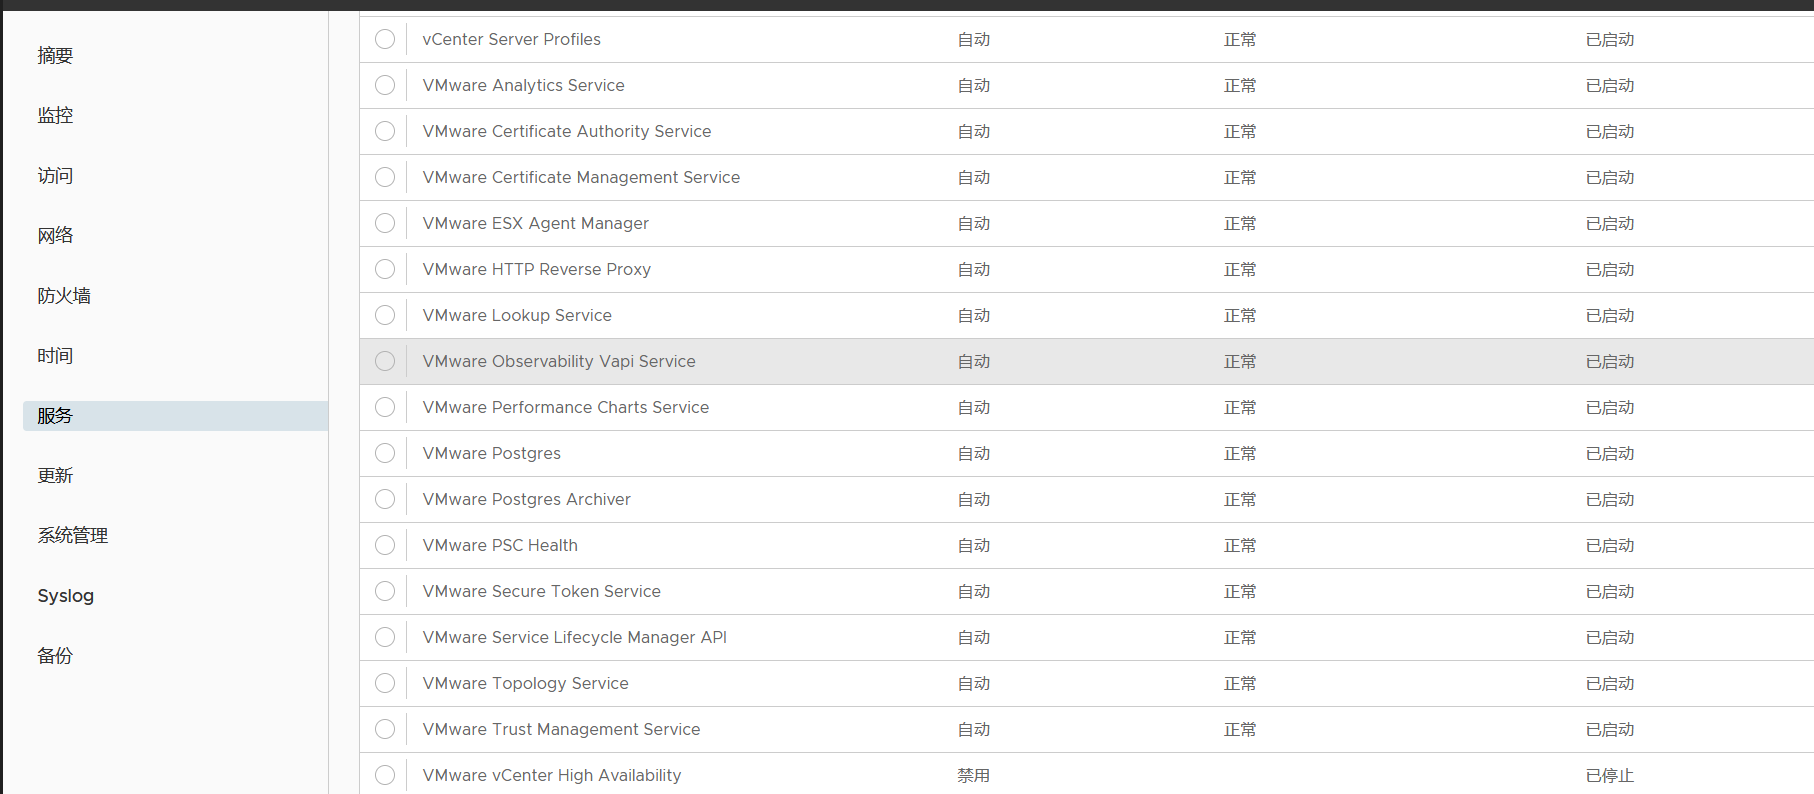 摘要
监控
访问
网络
防火墙
时间
服务
更新
系统管理
Syslog
备份
vCenter Server Profiles 自动 正常 已启动
VMware Analytics Service 自动 正常 已启动
VMware Certificate Authority Service 自动 正常 已启动
VMware Certificate Management Service 自动 正常 已启动
VMware ESX Agent Manager 自动 正常 已启动
VMware HTTP Reverse Proxy 自动 正常 已启动
VMware Lookup Service 自动 正常 已启动
VMware Observability Vapi Service 自动 正常 已启动
VMware Performance Charts Service 自动 正常 已启动
VMware Postgres 自动 正常 已启动
VMware Postgres Archiver 自动 正常 已启动
VMware PSC Health 自动 正常 已启动
VMware Secure Token Service 自动 正常 已启动
VMware Service Lifecycle Manager API 自动 正常 已启动
VMware Topology Service 自动 正常 已启动
VMware Trust Management Service 自动 正常 已启动
VMware vCenter High Availability 禁用 已停止